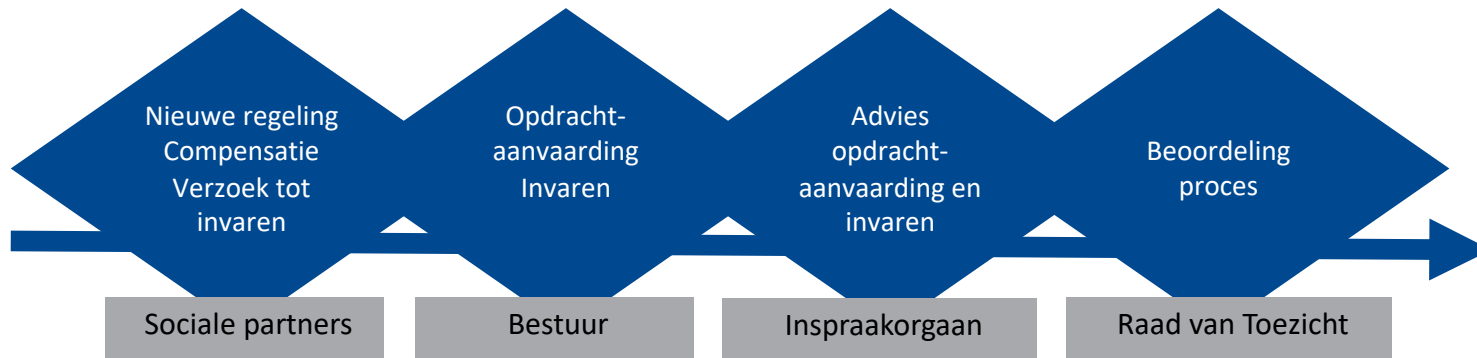 Nieuwe regeling
Compensatie
Verzoek tot
invaren
Opdracht-
aanvaarding
Invaren
Advies
opdracht-
aanvaarding en
invaren
Beoordeling
proces
Sociale partners
Bestuur
Inspraakorgaan
Raad van Toezicht